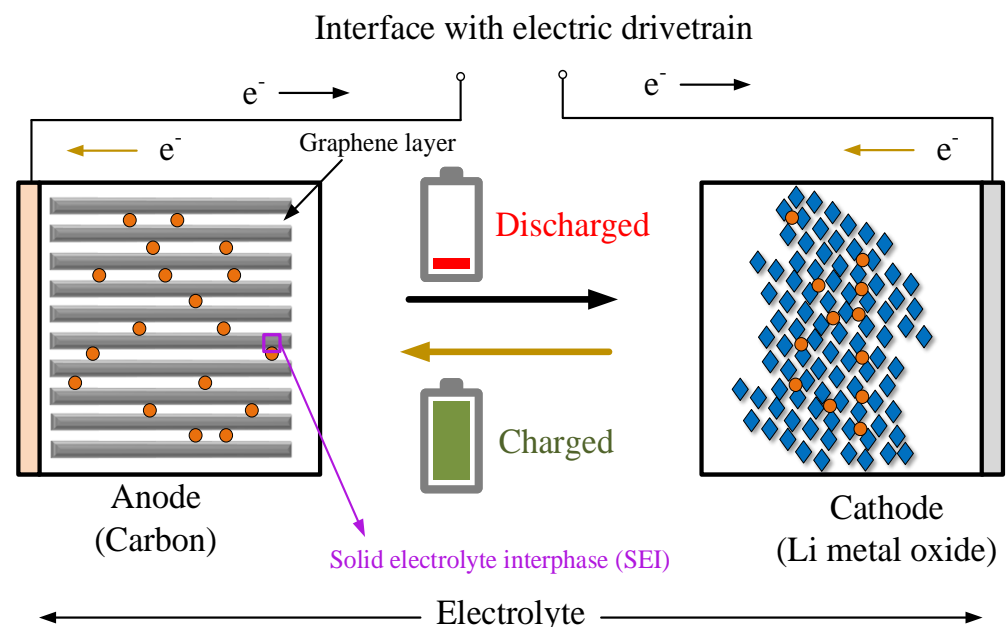 Interface with electric drivetrain
e-
e-
e-
Graphene layer
e-
Discharged
Charged
Anode
(Carbon)
Cathode
(Li metal oxide)
Solid electrolyte interphase (SEI)
Electrolyte